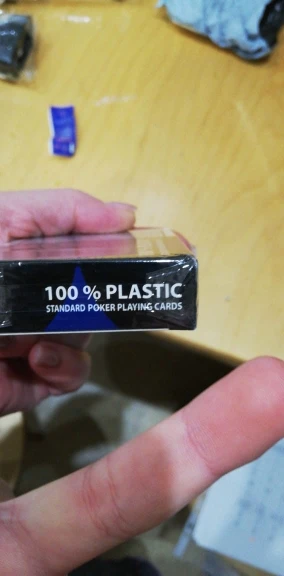 100 % PLASTIC
STANDARD POKER PLAYING CARDS